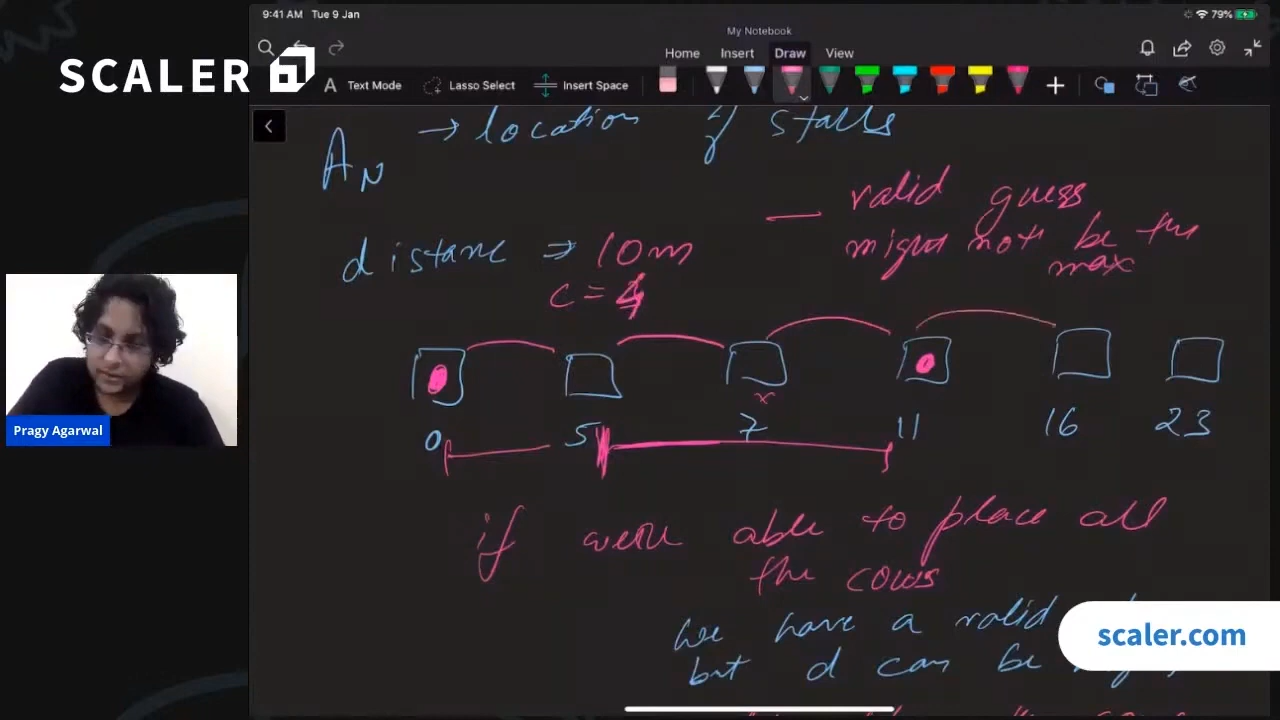 9:41 AM Tue 9 Jan
79%
My Notebook
SCALER
Home Insert Draw View
A Text Mode Lasso Select Insert Space
A_N → location of stalls
— valid guess
might not be the
max
distane ⇒ 10m
c = 4
x
0 5 7 11 16 23
Pragy Agarwal
if were able to place all
the cows
we have a valid
but d can be
scaler.com